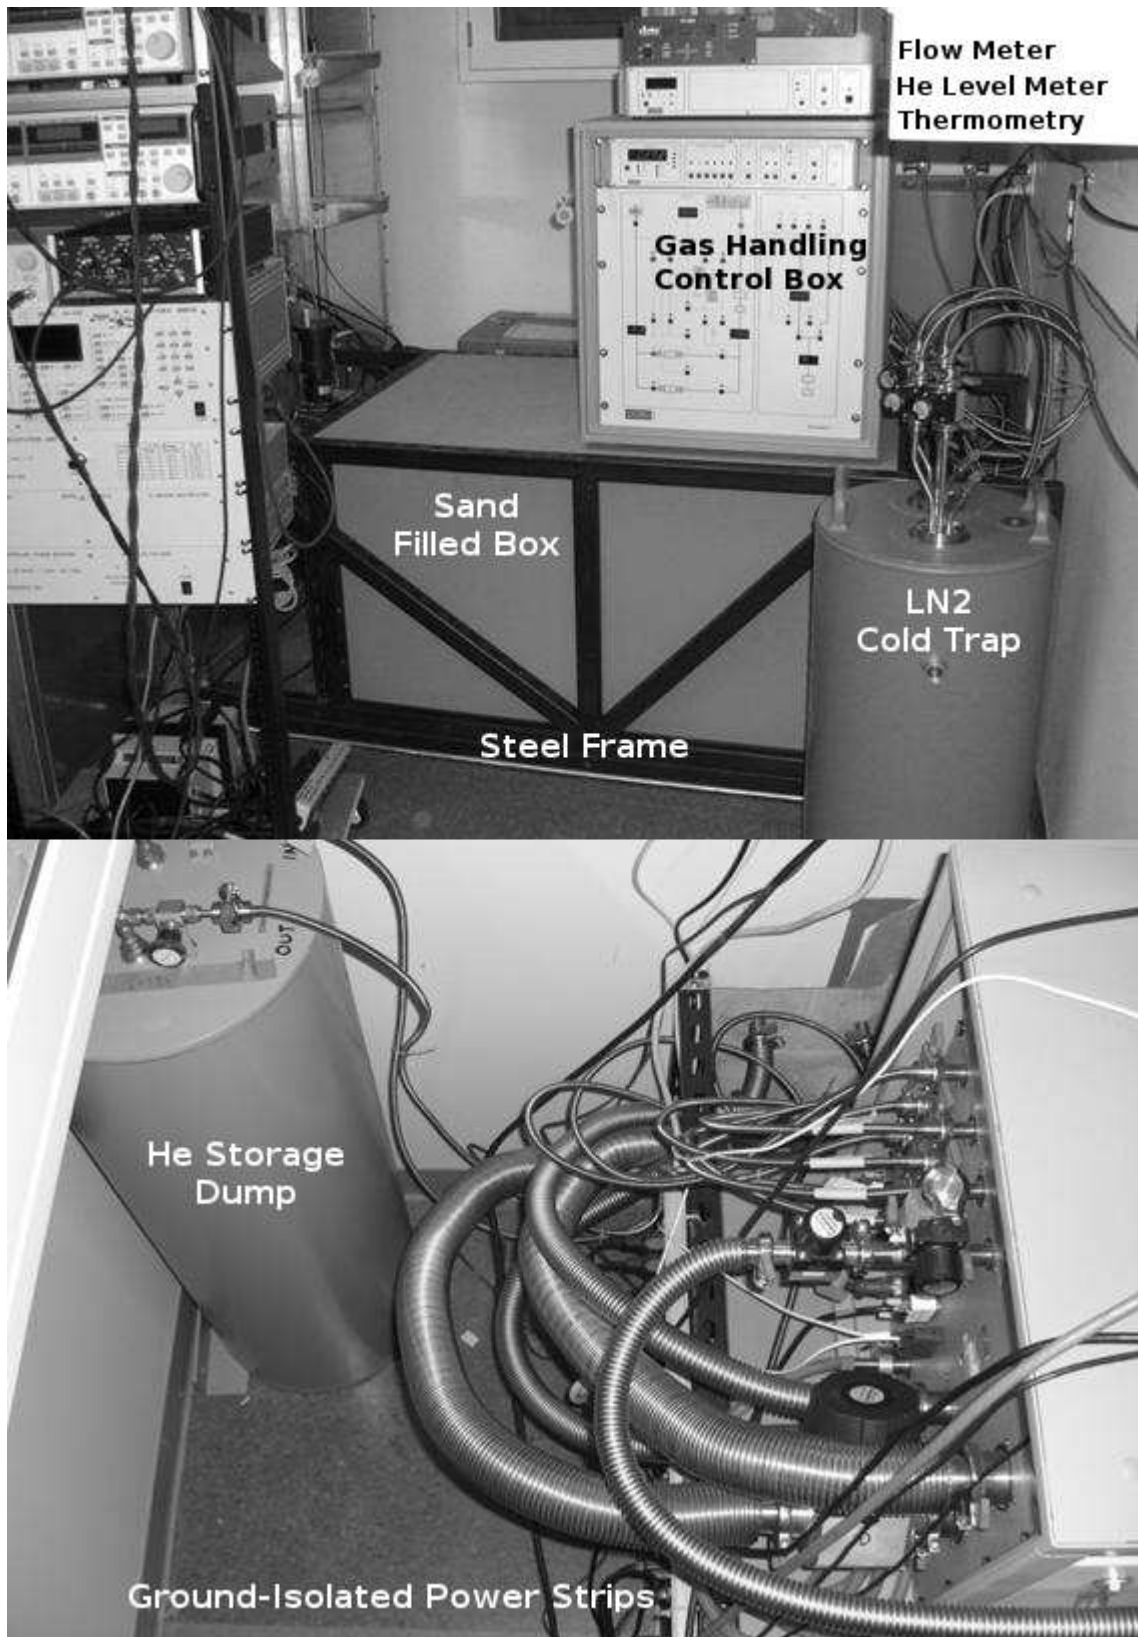 Flow Meter
He Level Meter
Thermometry
Gas Handling
Control Box
Sand
Filled Box
LN2
Cold Trap
Steel Frame
IN
OUT
He Storage
Dump
Ground-Isolated Power Strips